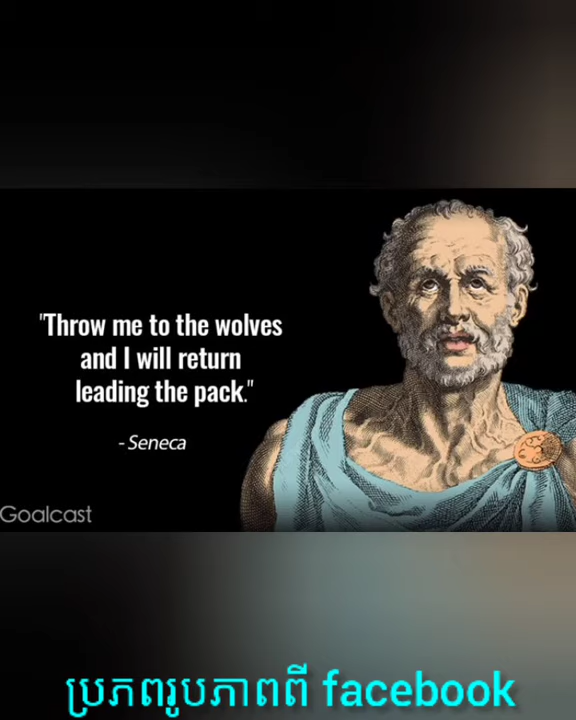 "Throw me to the wolves
and I will return
leading the pack."
- Seneca
Goalcast
ប្រភពរូបភាពពី facebook